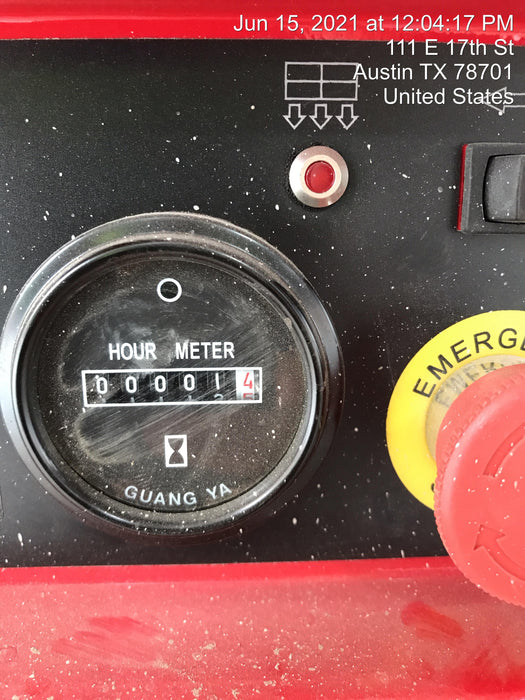 Jun 15, 2021 at 12:04:17 PM
111 E 17th St
Austin TX 78701
United States
HOUR METER
0 0 0 0 1 4
GUANG YA
EMERGE